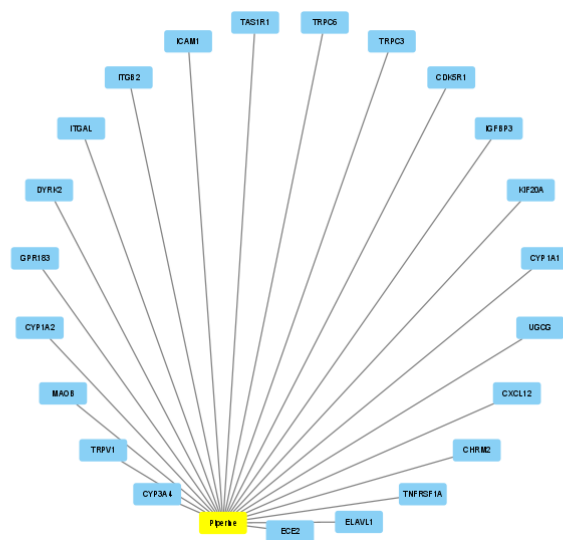 TAS1R1
TRPC6
ICAM1
TRPC3
ITGB2
CDK5R1
ITGAL
IGFBP3
DYRK2
KIF20A
GPR183
CYP1A1
CYP1A2
UGCG
MAOB
CXCL12
TRPV1
CHRM2
CYP3A4
TNFRSF1A
Piperine
ELAVL1
ECE2